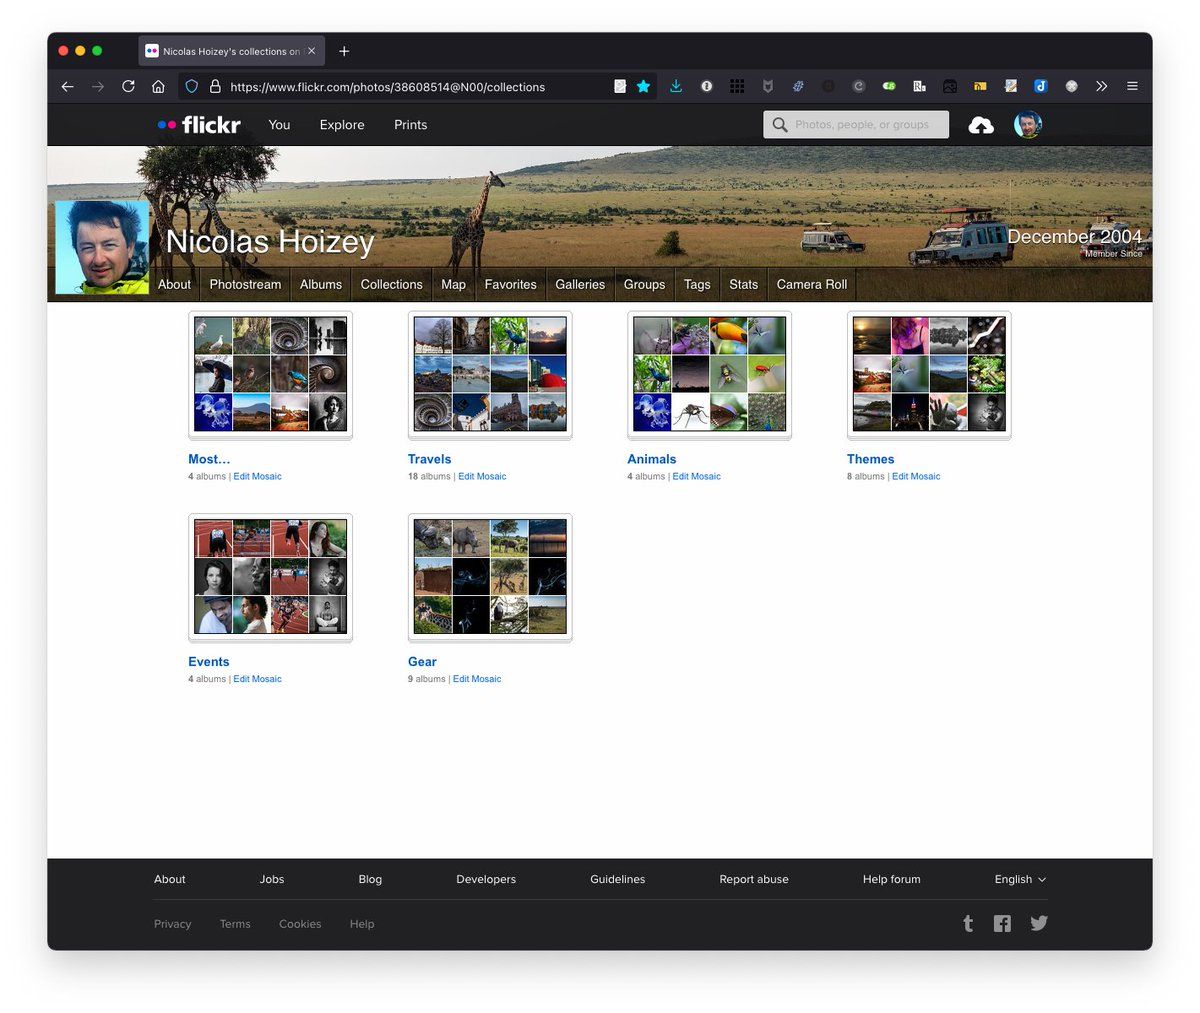 Nicolas Hoizey's collections on
https://www.flickr.com/photos/38608514@N00/collections
flickr You Explore Prints
Photos, people, or groups
Nicolas Hoizey
December 2004
Member Since
About Photostream Albums Collections Map Favorites Galleries Groups Tags Stats Camera Roll
Most... Travels Animals Themes
4 albums | Edit Mosaic 18 albums | Edit Mosaic 4 albums | Edit Mosaic 8 albums | Edit Mosaic
Events Gear
4 albums | Edit Mosaic 9 albums | Edit Mosaic
About Jobs Blog Developers Guidelines Report abuse Help forum English
Privacy Terms Cookies Help